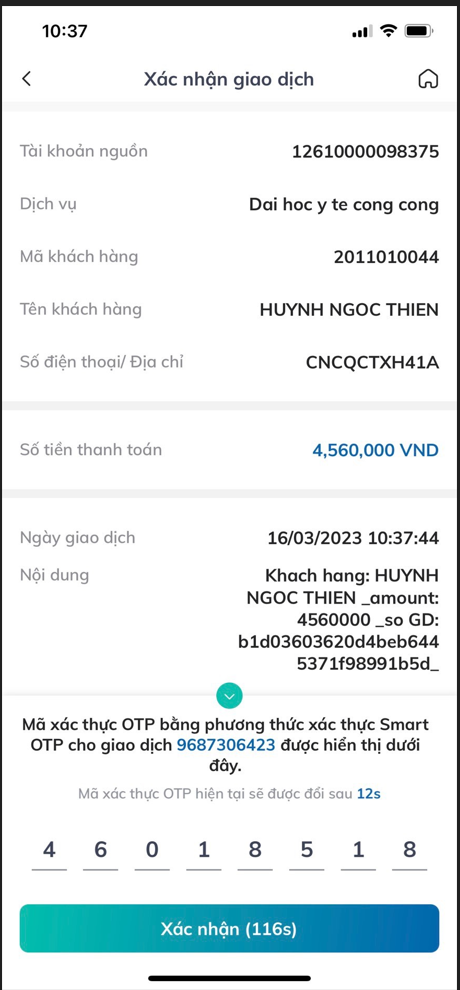 10:37
Xác nhận giao dịch
Tài khoản nguồn 12610000098375
Dịch vụ Dai hoc y te cong cong
Mã khách hàng 2011010044
Tên khách hàng HUYNH NGOC THIEN
Số điện thoại/ Địa chỉ CNCQCTXH41A
Số tiền thanh toán 4,560,000 VND
Ngày giao dịch 16/03/2023 10:37:44
Nội dung Khach hang: HUYNH
NGOC THIEN _amount:
4560000 _so GD:
b1d03603620d4beb644
5371f98991b5d_
Mã xác thực OTP bằng phương thức xác thực Smart
OTP cho giao dịch 9687306423 được hiển thị dưới
đây.
Mã xác thực OTP hiện tại sẽ được đổi sau 12s
4 6 0 1 8 5 1 8
Xác nhận (116s)